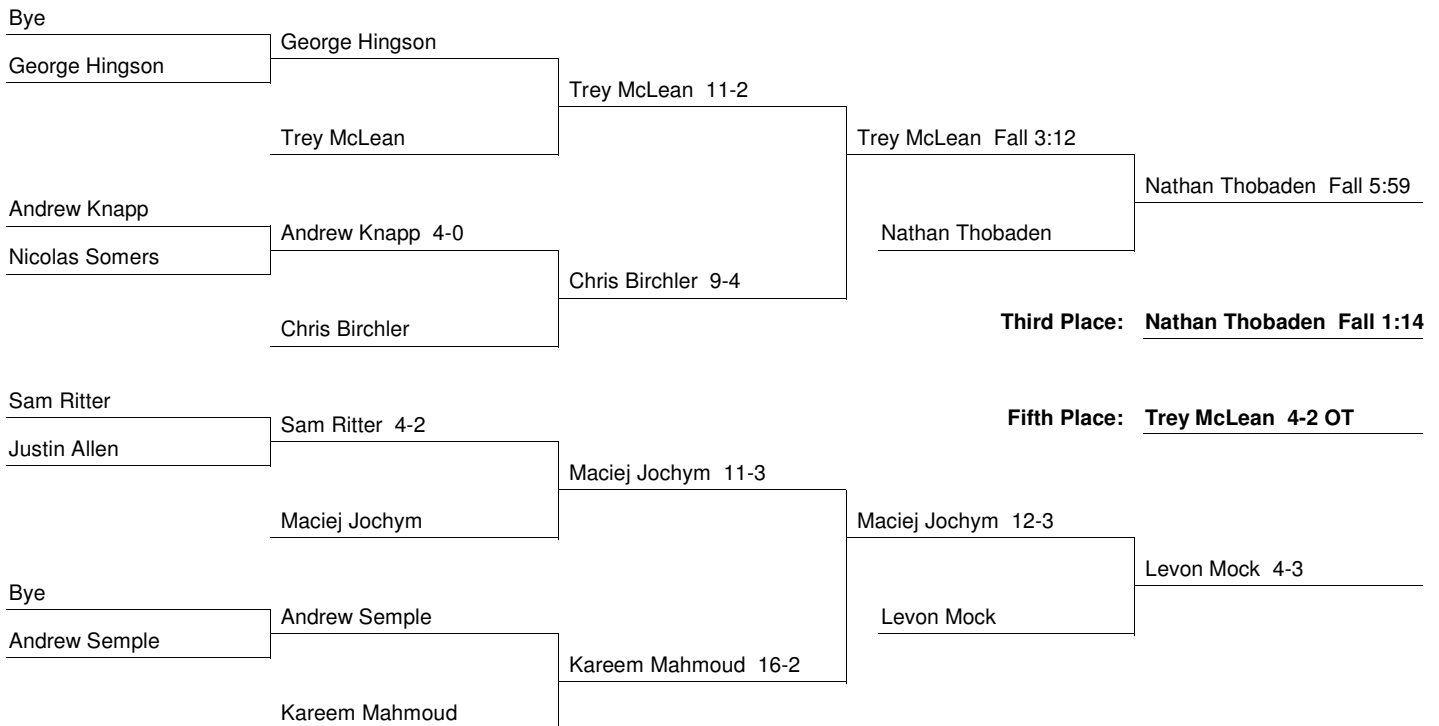 Bye
George Hingson
George Hingson
Trey McLean 11-2
Trey McLean
Trey McLean Fall 3:12
Nathan Thobaden Fall 5:59
Andrew Knapp
Andrew Knapp 4-0
Nathan Thobaden
Nicolas Somers
Chris Birchler 9-4
Chris Birchler
Third Place: Nathan Thobaden Fall 1:14
Sam Ritter
Sam Ritter 4-2
Fifth Place: Trey McLean 4-2 OT
Justin Allen
Maciej Jochym 11-3
Maciej Jochym
Maciej Jochym 12-3
Levon Mock 4-3
Bye
Andrew Semple
Levon Mock
Andrew Semple
Kareem Mahmoud 16-2
Kareem Mahmoud